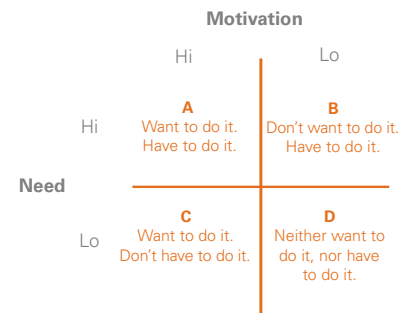 Motivation
Hi
Lo
Hi
A
Want to do it.
Have to do it.
B
Don't want to do it.
Have to do it.
Need
Lo
C
Want to do it.
Don't have to do it.
D
Neither want to
do it, nor have
to do it.